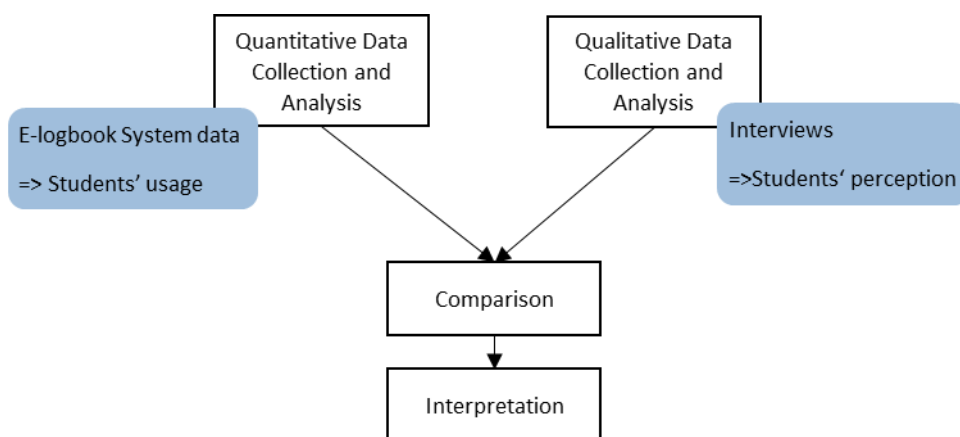 Quantitative Data
Collection and
Analysis
Qualitative Data
Collection and
Analysis
E-logbook System data
=> Students’ usage
Interviews
=>Students‘ perception
Comparison
Interpretation